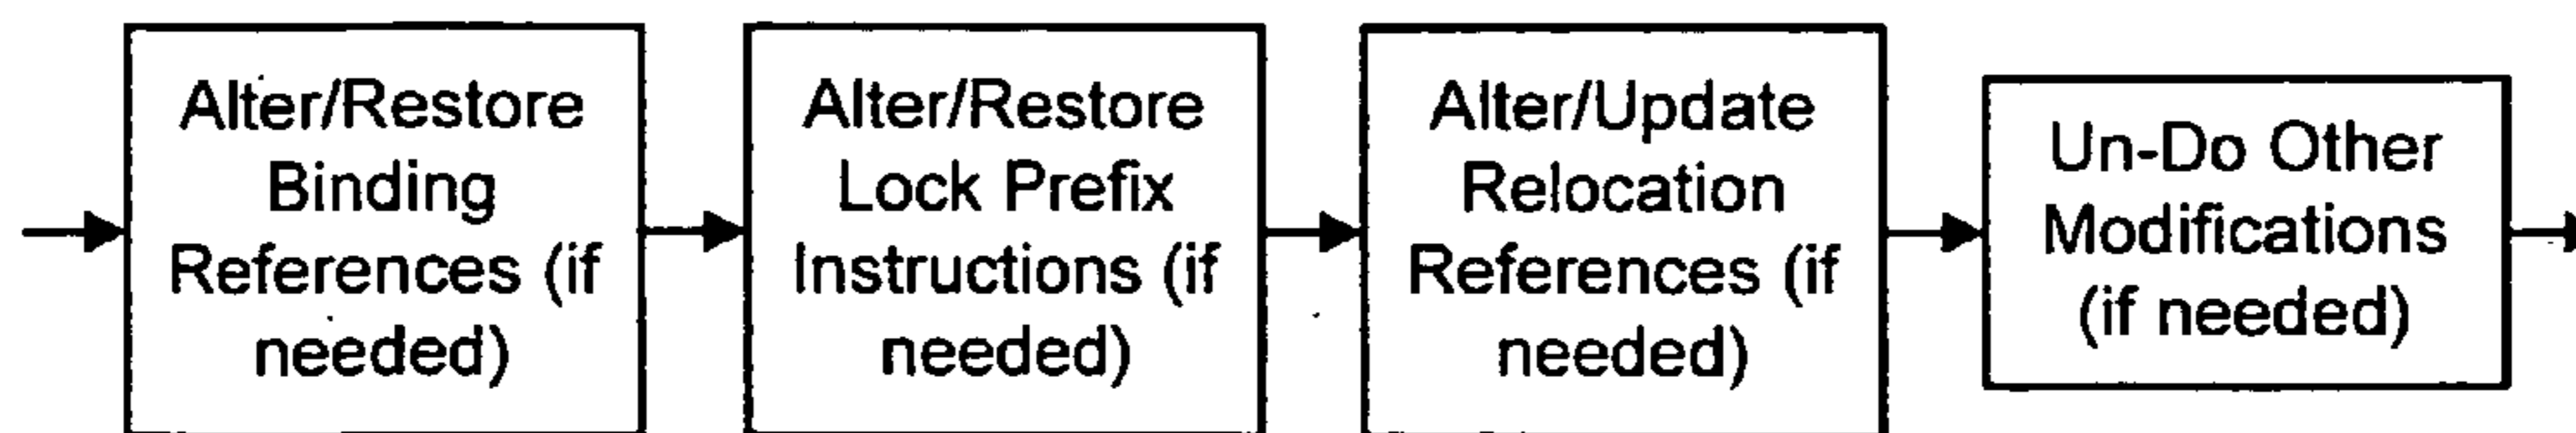 Alter/Restore
Binding
References (if
needed)
Alter/Restore
Lock Prefix
Instructions (if
needed)
Alter/Update
Relocation
References (if
needed)
Un-Do Other
Modifications
(if needed)